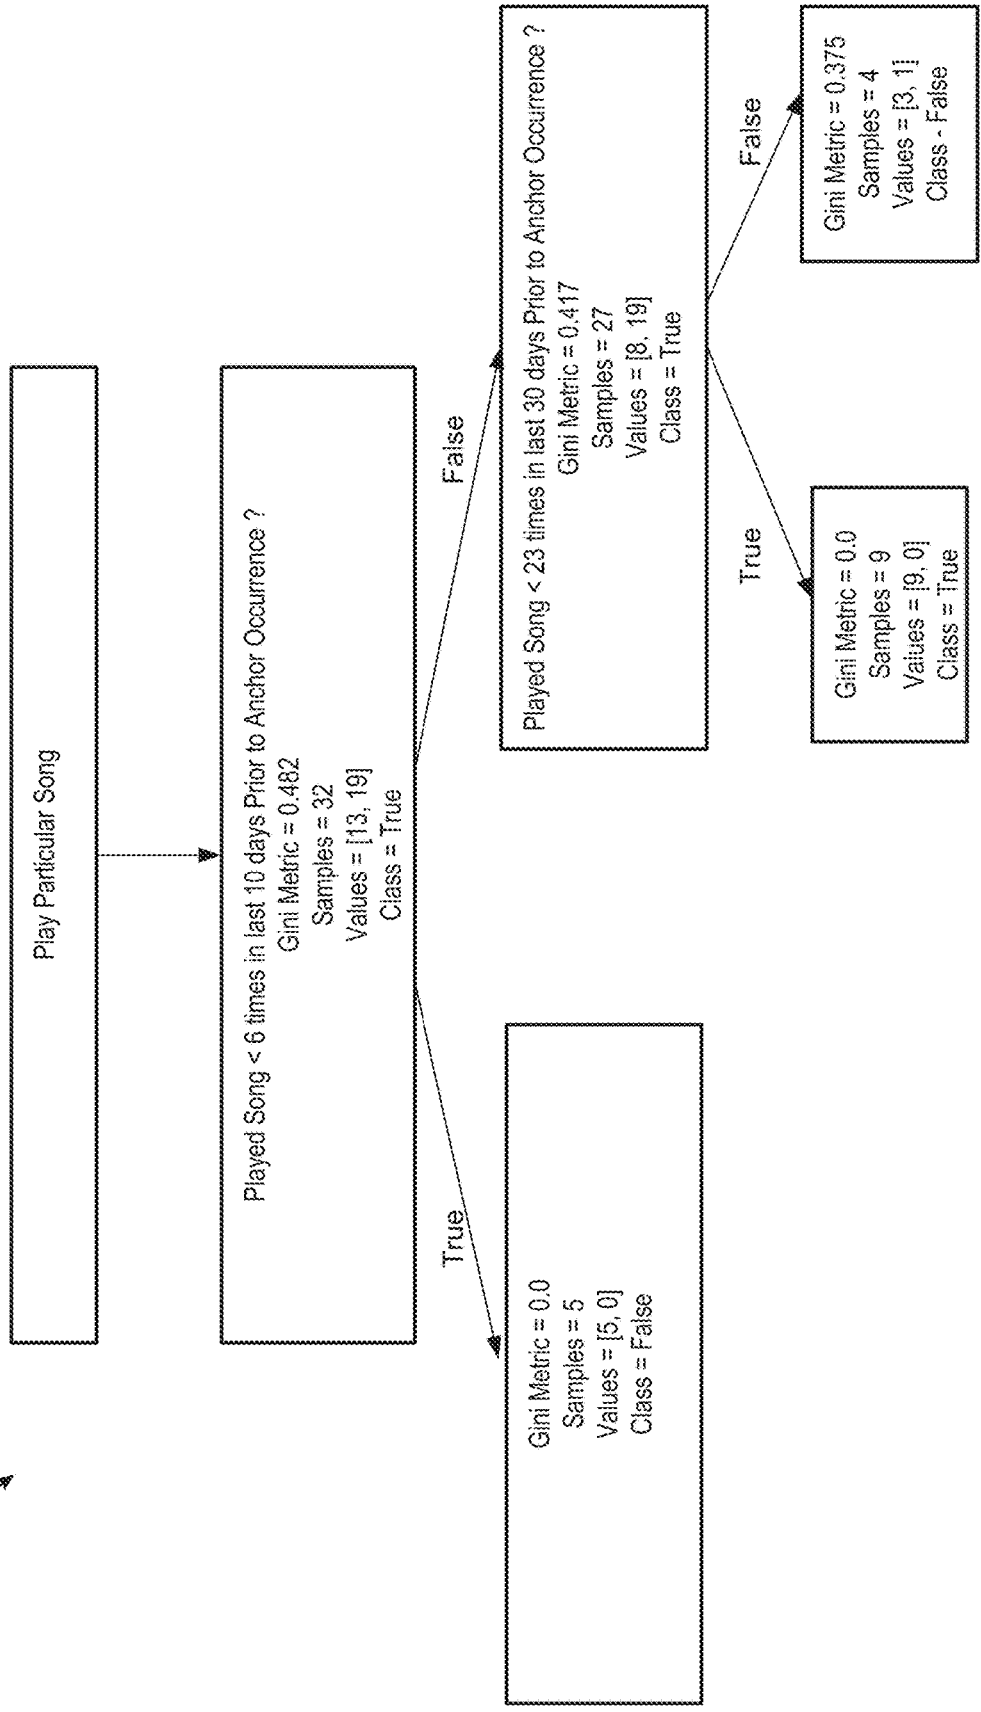 Play Particular Song
Played Song < 6 times in last 10 days Prior to Anchor Occurrence ?
Gini Metric = 0.482
Samples = 32
Values = [13, 19]
Class = True
True
False
Gini Metric = 0.0
Samples = 5
Values = [5, 0]
Class = False
Played Song < 23 times in last 30 days Prior to Anchor Occurrence ?
Gini Metric = 0.417
Samples = 27
Values = [8, 19]
Class = True
True
False
Gini Metric = 0.0
Samples = 9
Values = [9, 0]
Class = True
Gini Metric = 0.375
Samples = 4
Values = [3, 1]
Class - False